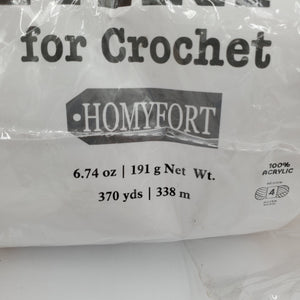 for Crochet
•HOMYFORT
6.74 oz | 191 g Net Wt.
370 yds | 338 m
100%
ACRYLIC
4